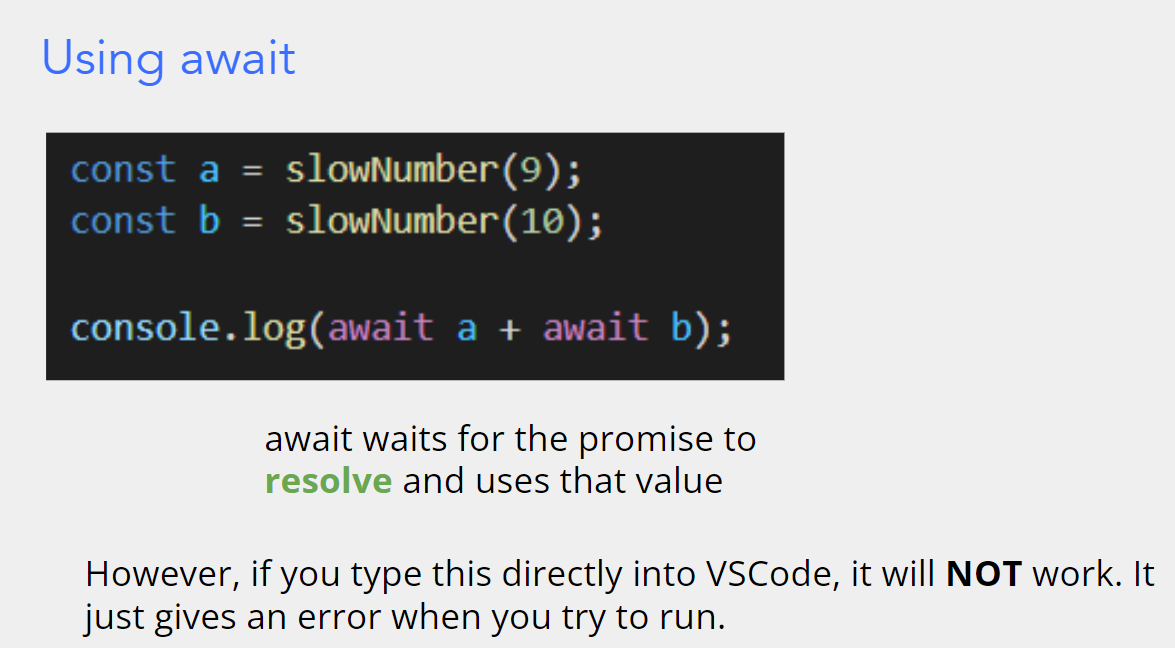 Using await
const a = slowNumber(9);
const b = slowNumber(10);
console.log(await a + await b);
await waits for the promise to
resolve and uses that value
However, if you type this directly into VSCode, it will NOT work. It
just gives an error when you try to run.